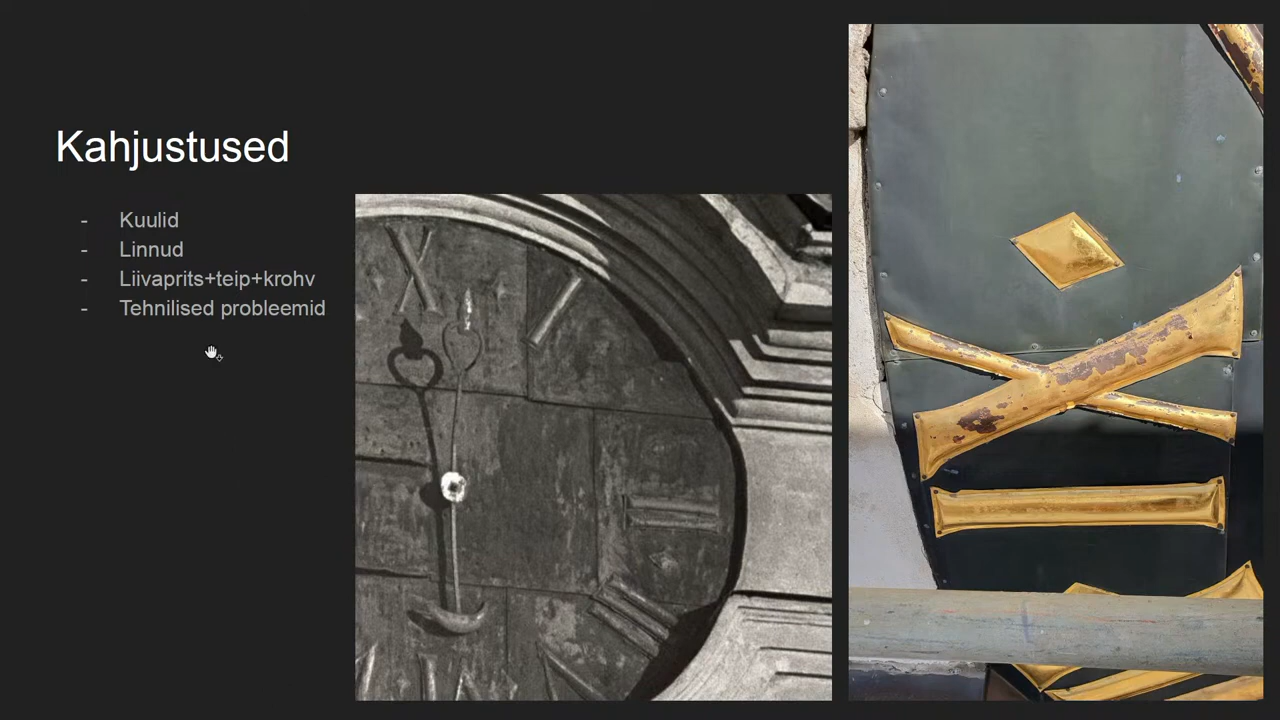 Kahjustused
- Kuulid
- Linnud
- Liivaprits+teip+krohv
- Tehnilised probleemid